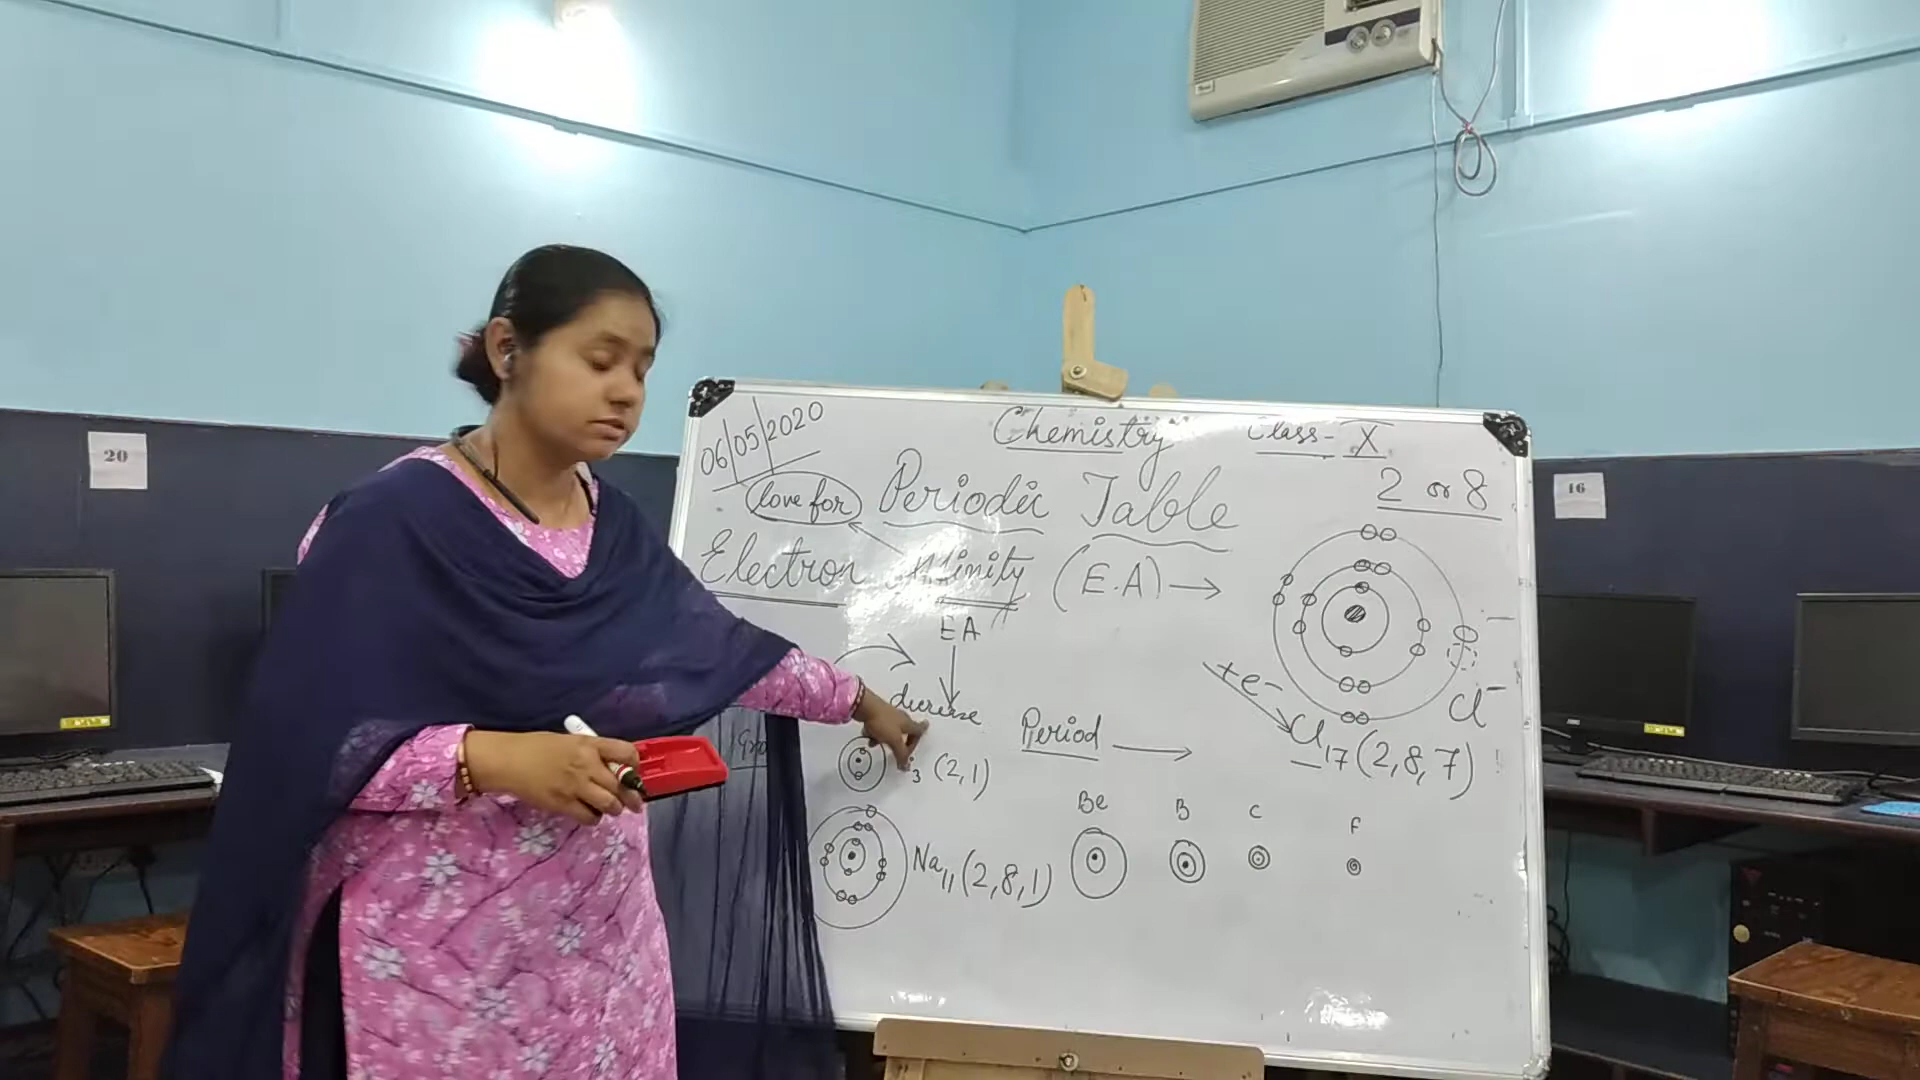 06/05/2020
Chemistry Class - X
love for
Periodic Table
2 or 8
Electron (E.A) →
EA
decrease
+e-
Cl-
Period →
Cl17 (2,8,7)
3 (2,1)
Na11 (2,8,1)
Be B C F
20
16